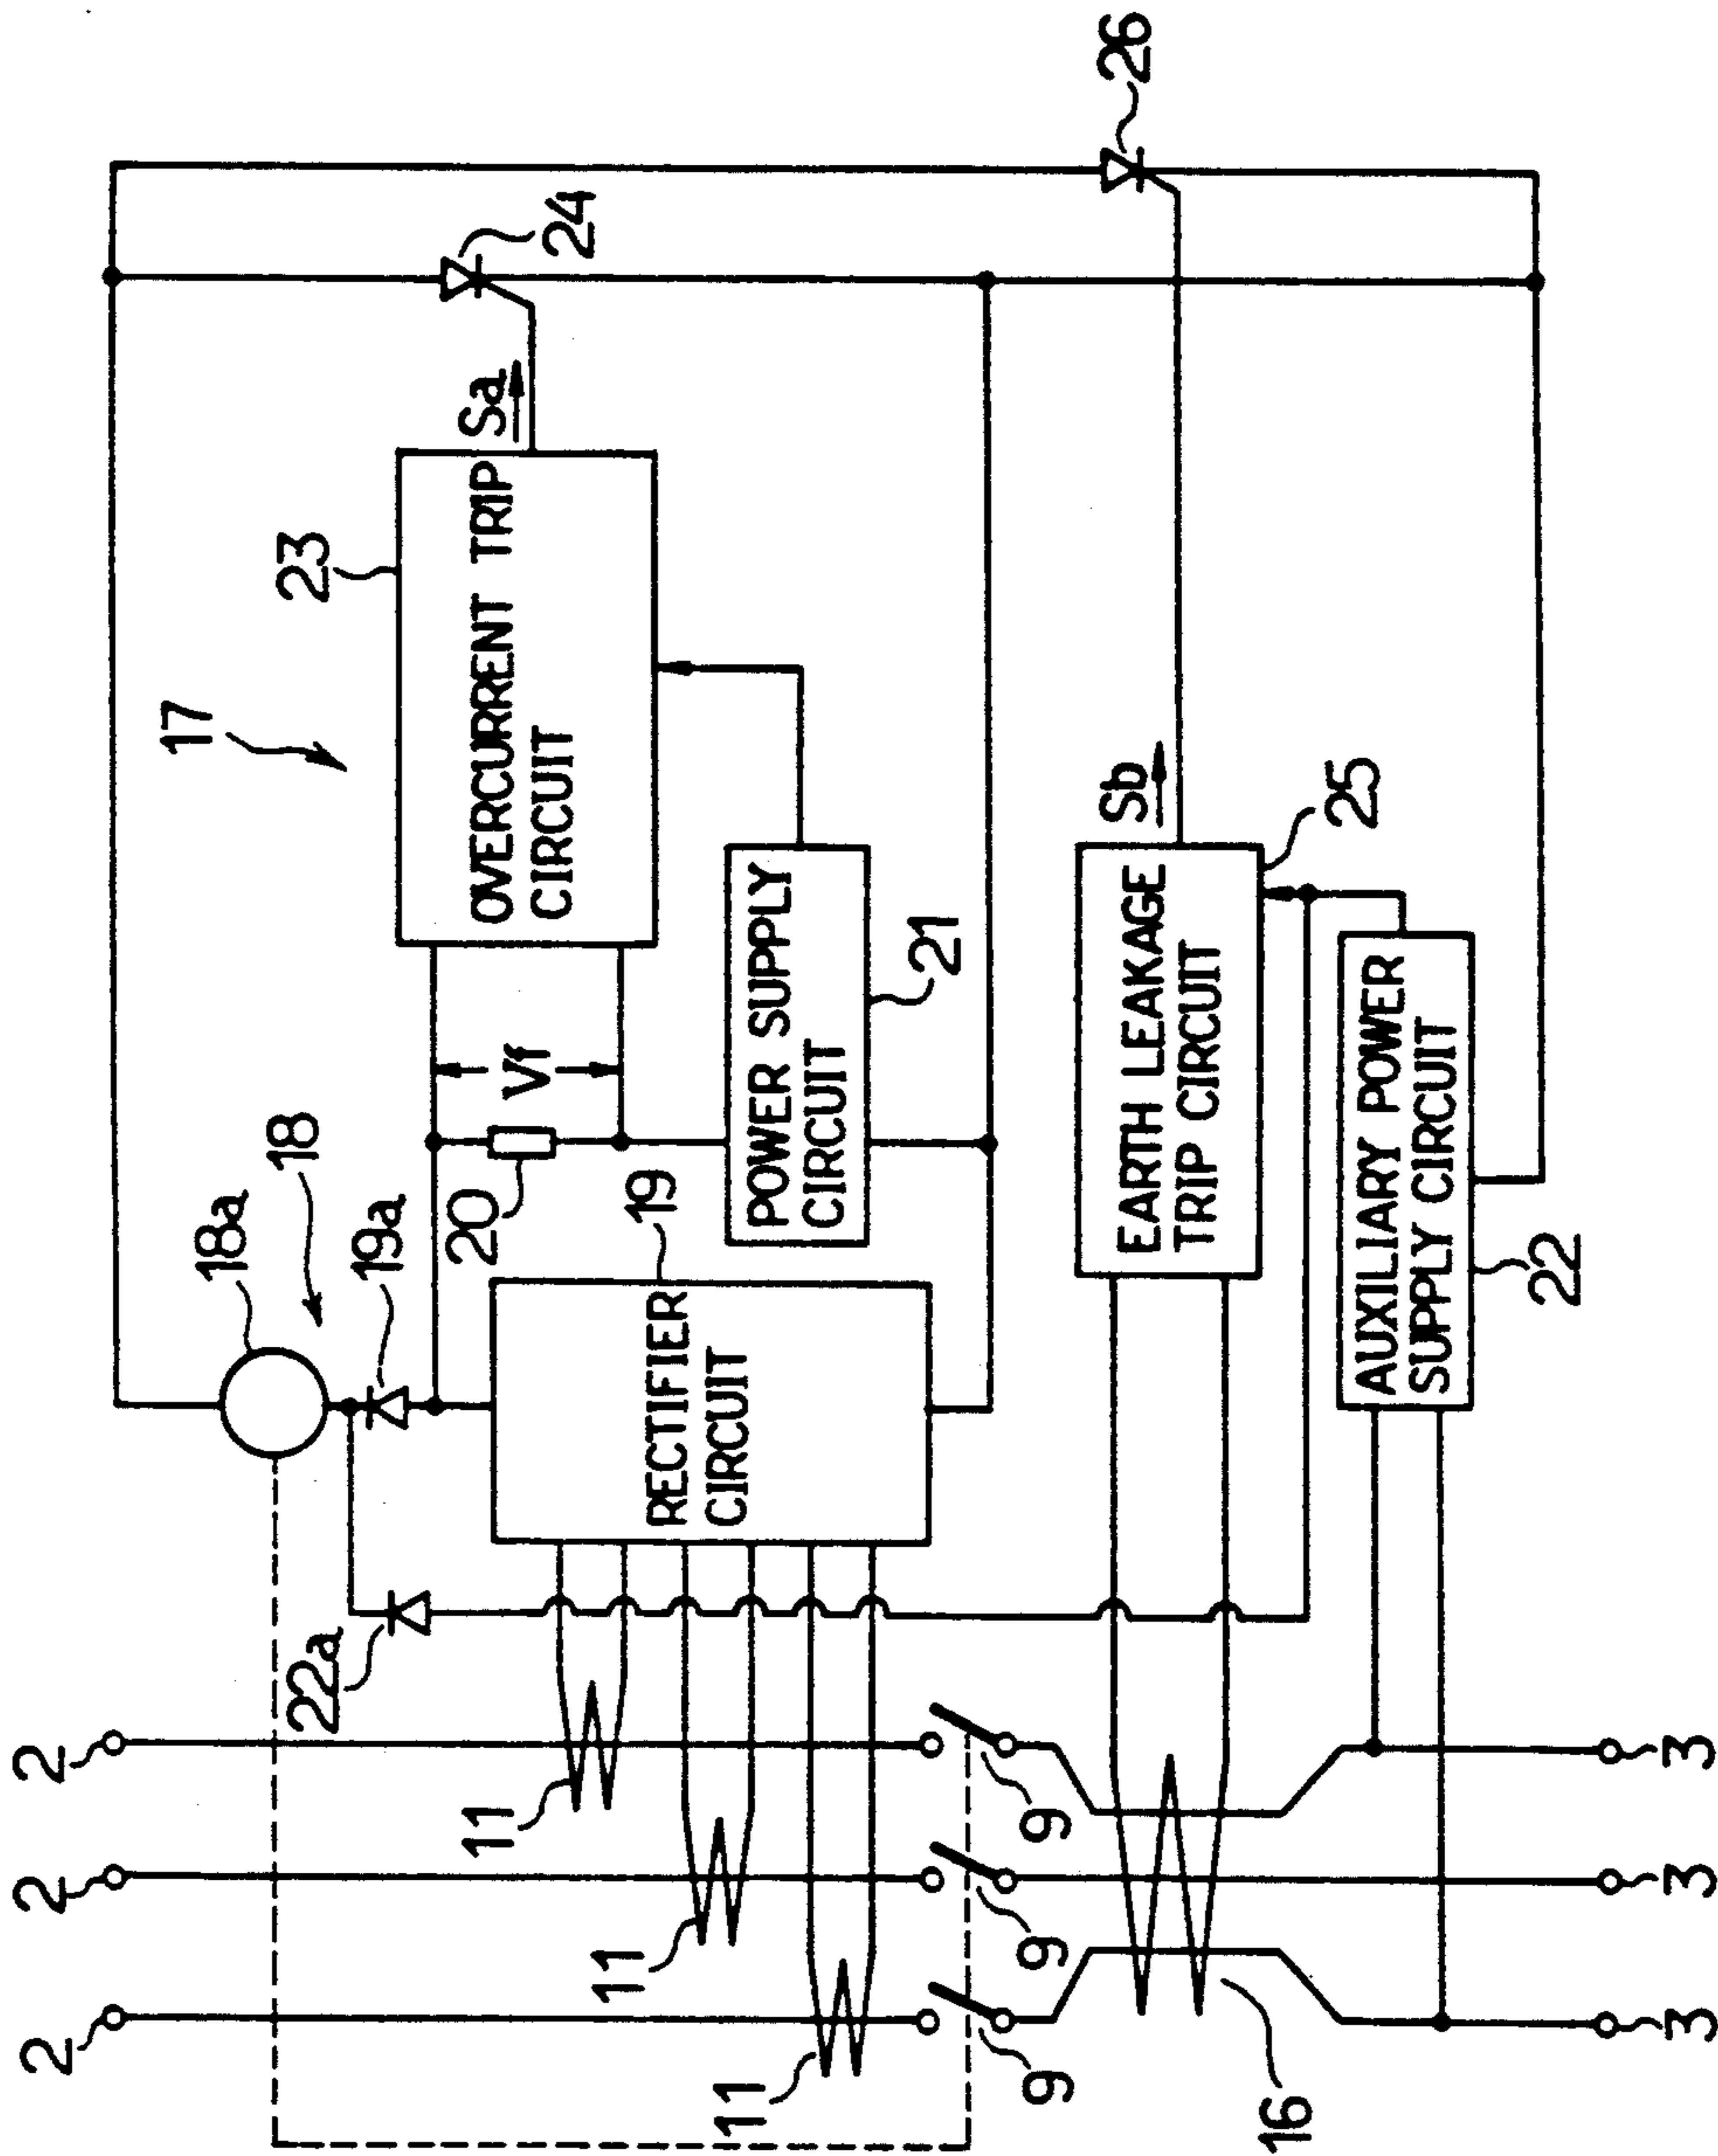 2
2
2
17
18a
18
23
22a
19a
11
20
Sa
24
OVERCURRENT TRIP
CIRCUIT
Vf
11
19
RECTIFIER
CIRCUIT
11
POWER SUPPLY
CIRCUIT
21
9
9
9
Sb
26
EARTH LEAKAGE
TRIP CIRCUIT
16
25
AUXILIARY POWER
SUPPLY CIRCUIT
22
3
3
3